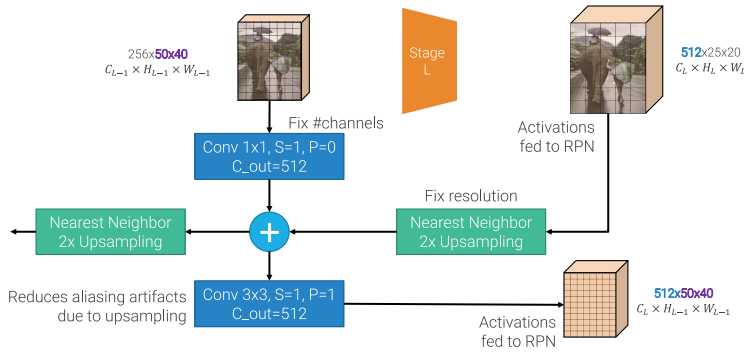 256x50x40
C_{L−1} × H_{L−1} × W_{L−1}
Stage
L
512x25x20
C_L × H_L × W_L
Fix #channels
Activations
fed to RPN
Conv 1x1, S=1, P=0
C_out=512
Fix resolution
Nearest Neighbor
2x Upsampling
+
Nearest Neighbor
2x Upsampling
Reduces aliasing artifacts
due to upsampling
Conv 3x3, S=1, P=1
C_out=512
Activations
fed to RPN
512x50x40
C_L × H_{L−1} × W_{L−1}